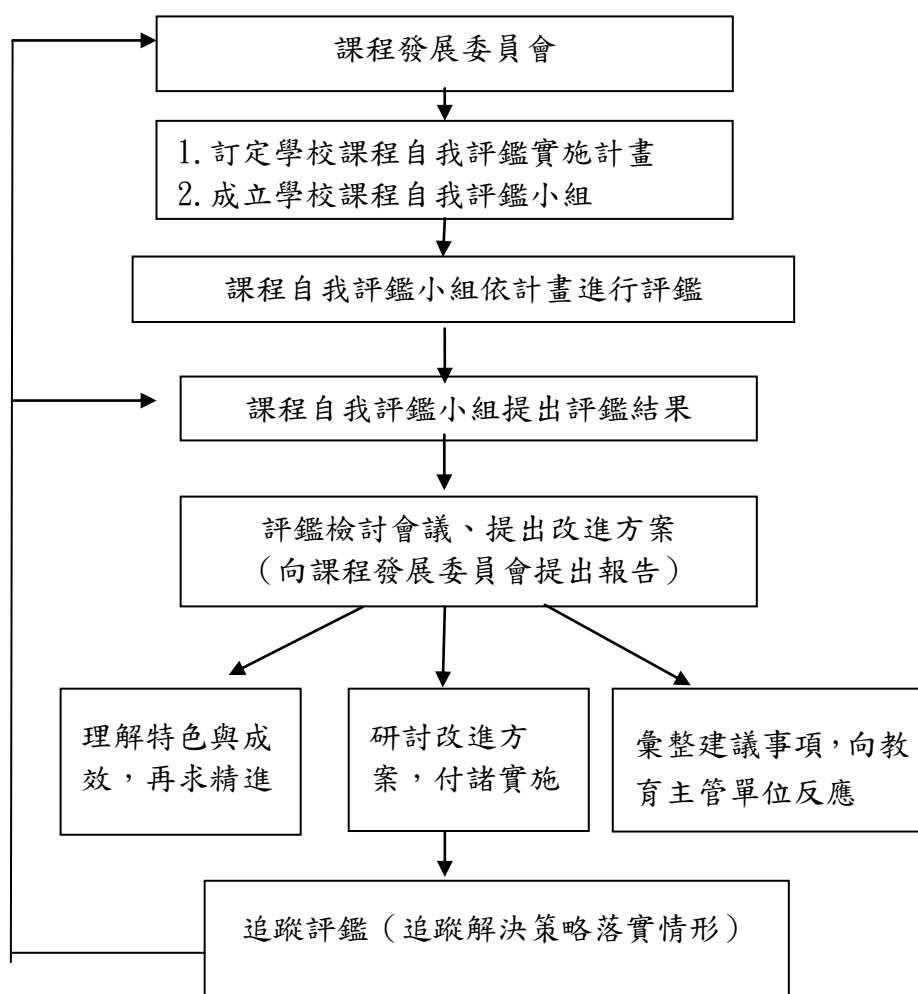 課程發展委員會
1.訂定學校課程自我評鑑實施計畫
2.成立學校課程自我評鑑小組
課程自我評鑑小組依計畫進行評鑑
課程自我評鑑小組提出評鑑結果
評鑑檢討會議、提出改進方案
（向課程發展委員會提出報告）
理解特色與成
效，再求精進
研討改進方
案，付諸實施
彙整建議事項，向教
育主管單位反應
追蹤評鑑（追蹤解決策略落實情形）